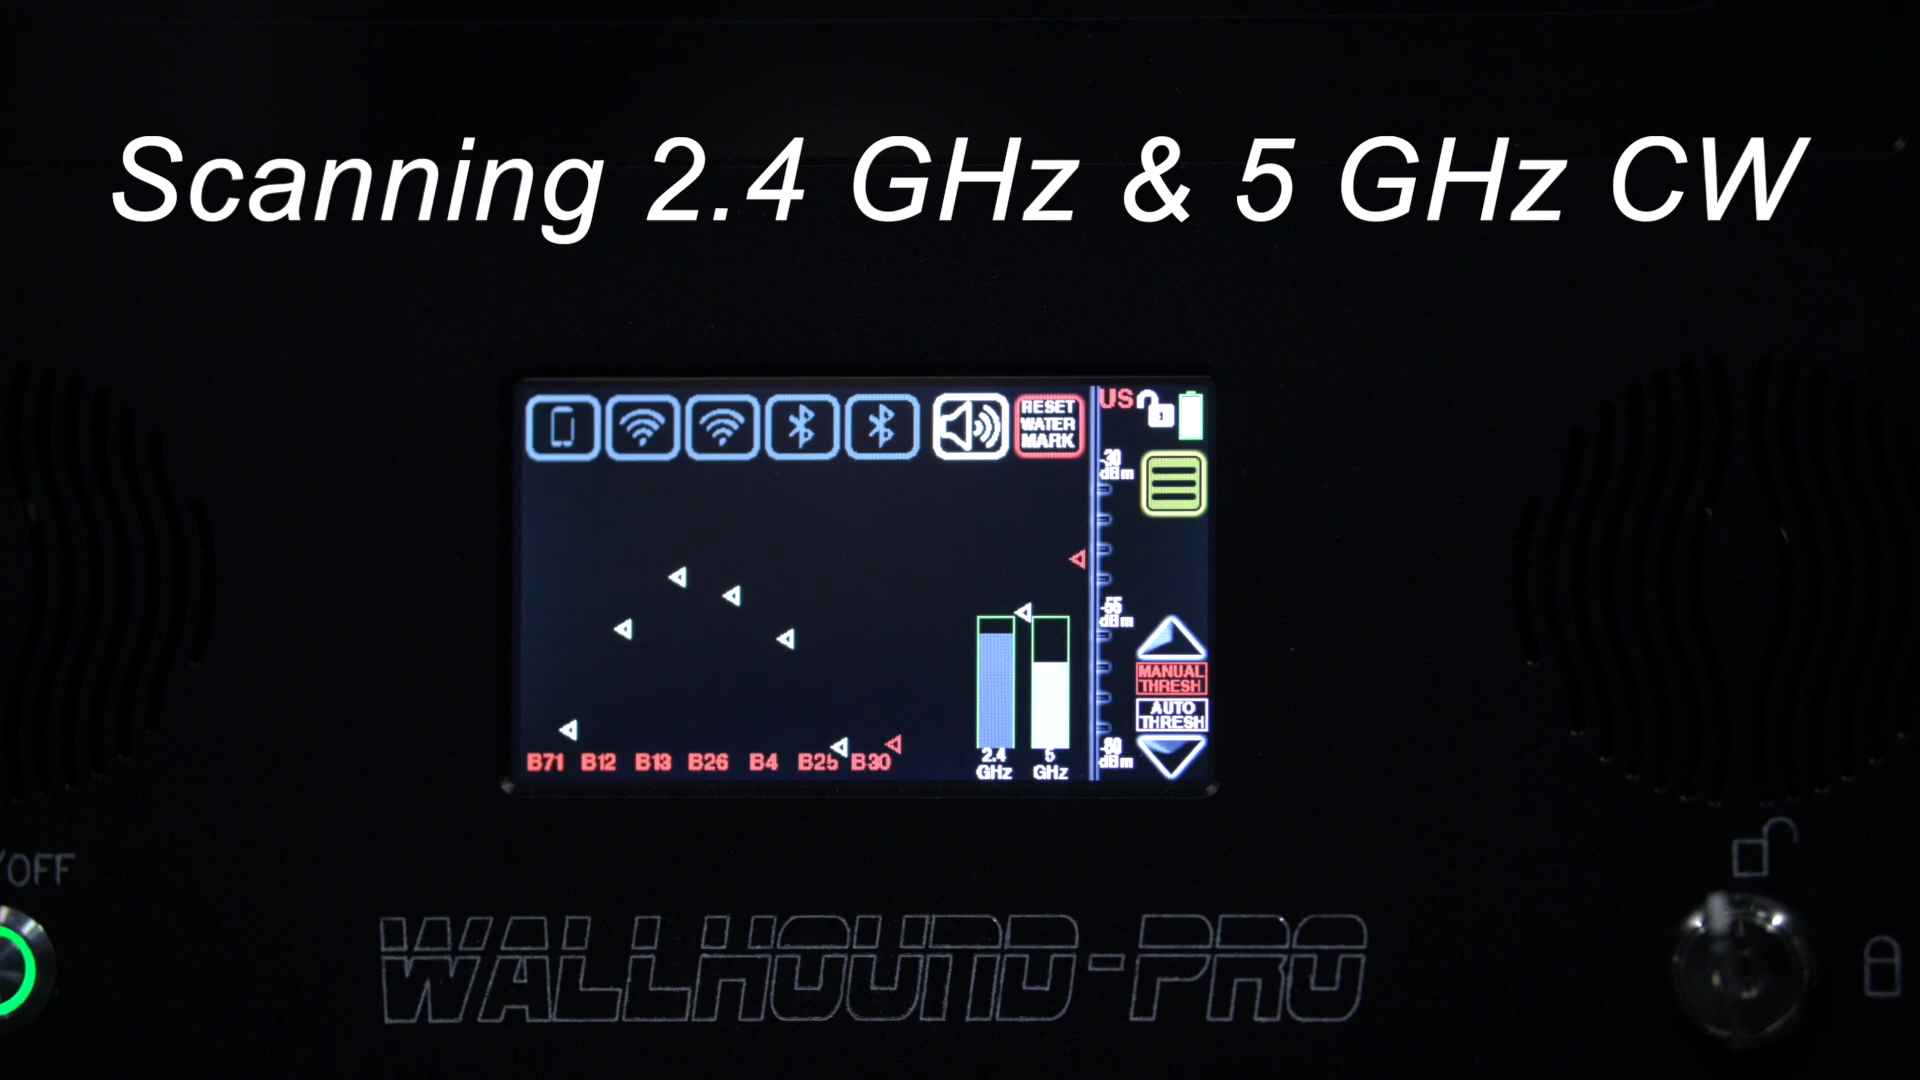 Scanning 2.4 GHz & 5 GHz CW
RESET
WATER
MARK
US
-30
dBm
-55
dBm
MANUAL
THRESH
AUTO
THRESH
dBm
B71 B12 B13 B26 B4 B25 B30
2.4
GHz
5
GHz
/OFF
WALLHOUND-PRO